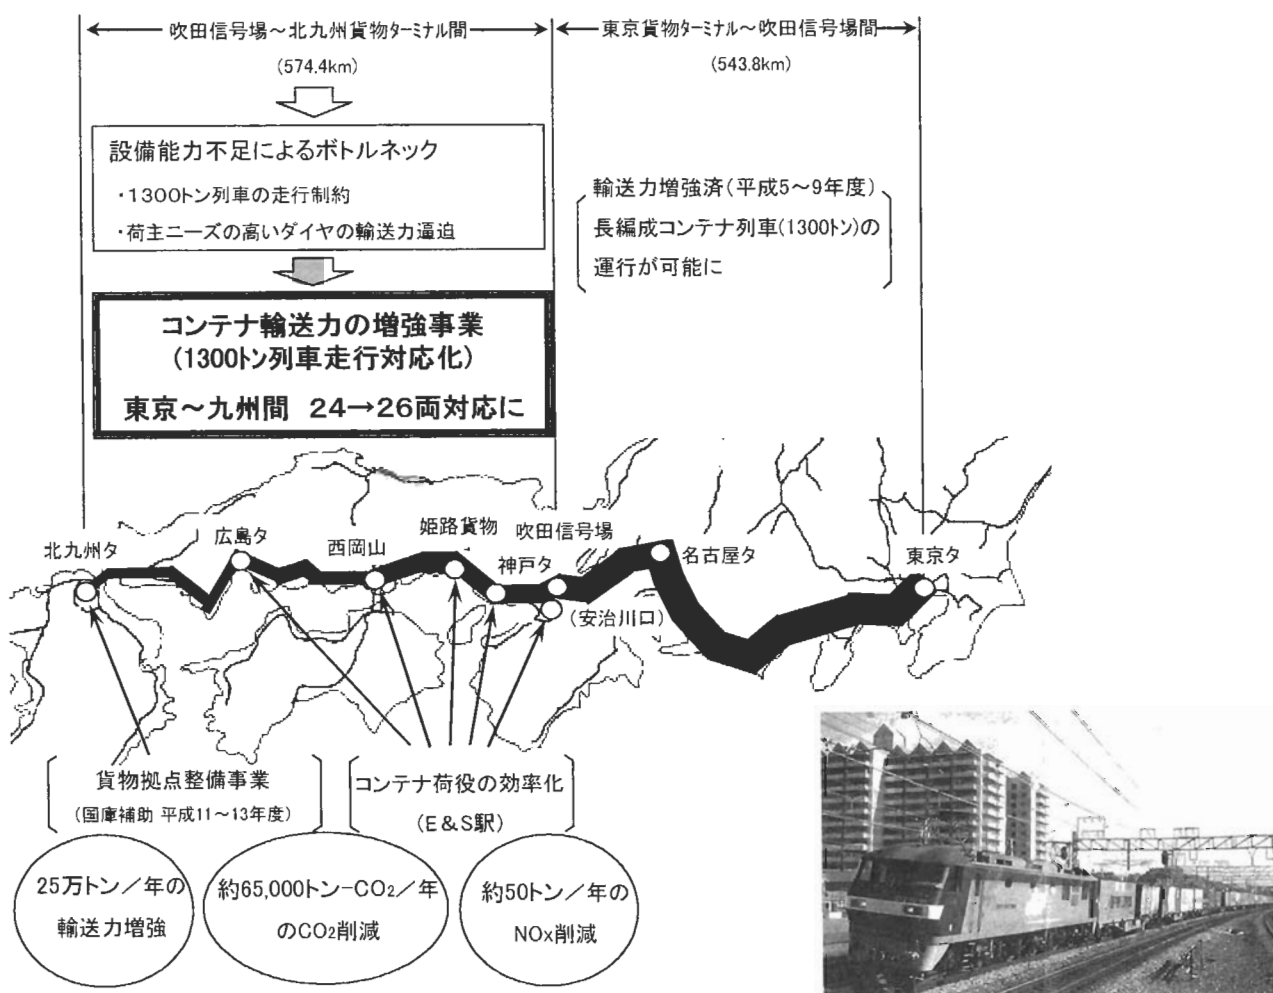 吹田信号場～北九州貨物ターミナル間
(574.4km)
東京貨物ターミナル～吹田信号場間
(543.8km)
設備能力不足によるボトルネック
・1300トン列車の走行制約
・荷主ニーズの高いダイヤの輸送力逼迫
輸送力増強済(平成5～9年度)
長編成コンテナ列車(1300トン)の
運行が可能に
コンテナ輸送力の増強事業
(1300トン列車走行対応化)
東京～九州間 24→26両対応に
北九州タ
広島タ
西岡山
姫路貨物
神戸タ
吹田信号場
(安治川口)
名古屋タ
東京タ
貨物拠点整備事業
(国庫補助 平成11～13年度)
コンテナ荷役の効率化
(E＆S駅)
25万トン／年の
輸送力増強
約65,000トン-CO₂／年
のCO₂削減
約50トン／年の
NOx削減